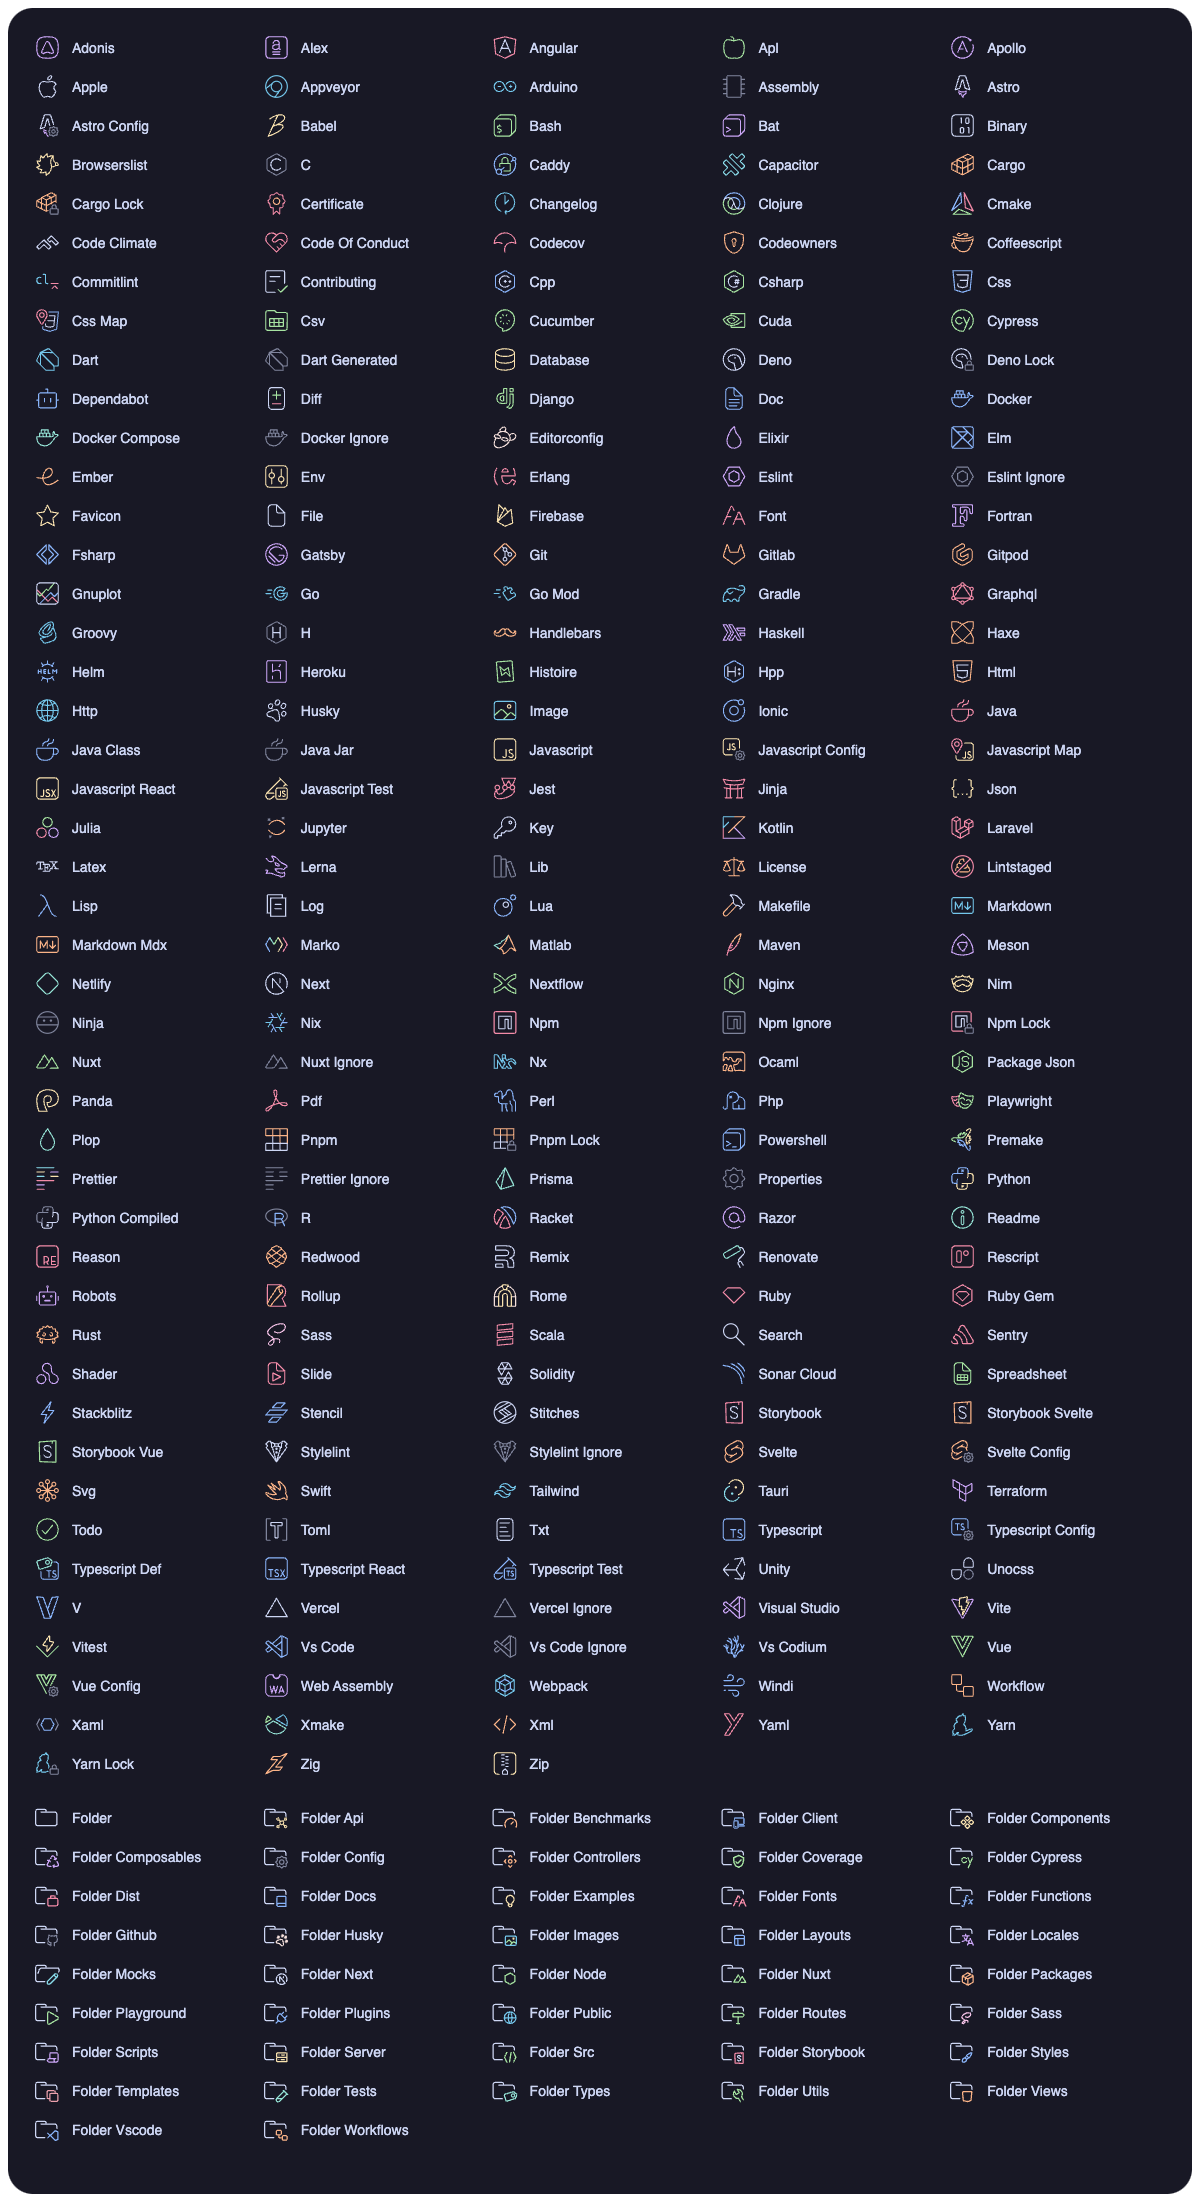 Adonis Alex Angular Apl Apollo
Apple Appveyor Arduino Assembly Astro
Astro Config Babel Bash Bat Binary
Browserslist C Caddy Capacitor Cargo
Cargo Lock Certificate Changelog Clojure Cmake
Code Climate Code Of Conduct Codecov Codeowners Coffeescript
Commitlint Contributing Cpp Csharp Css
Css Map Csv Cucumber Cuda Cypress
Dart Dart Generated Database Deno Deno Lock
Dependabot Diff Django Doc Docker
Docker Compose Docker Ignore Editorconfig Elixir Elm
Ember Env Erlang Eslint Eslint Ignore
Favicon File Firebase Font Fortran
Fsharp Gatsby Git Gitlab Gitpod
Gnuplot Go Go Mod Gradle Graphql
Groovy H Handlebars Haskell Haxe
Helm Heroku Histoire Hpp Html
Http Husky Image Ionic Java
Java Class Java Jar Javascript Javascript Config Javascript Map
Javascript React Javascript Test Jest Jinja Json
Julia Jupyter Key Kotlin Laravel
Latex Lerna Lib License Lintstaged
Lisp Log Lua Makefile Markdown
Markdown Mdx Marko Matlab Maven Meson
Netlify Next Nextflow Nginx Nim
Ninja Nix Npm Npm Ignore Npm Lock
Nuxt Nuxt Ignore Nx Ocaml Package Json
Panda Pdf Perl Php Playwright
Plop Pnpm Pnpm Lock Powershell Premake
Prettier Prettier Ignore Prisma Properties Python
Python Compiled R Racket Razor Readme
Reason Redwood Remix Renovate Rescript
Robots Rollup Rome Ruby Ruby Gem
Rust Sass Scala Search Sentry
Shader Slide Solidity Sonar Cloud Spreadsheet
Stackblitz Stencil Stitches Storybook Storybook Svelte
Storybook Vue Stylelint Stylelint Ignore Svelte Svelte Config
Svg Swift Tailwind Tauri Terraform
Todo Toml Txt Typescript Typescript Config
Typescript Def Typescript React Typescript Test Unity Unocss
V Vercel Vercel Ignore Visual Studio Vite
Vitest Vs Code Vs Code Ignore Vs Codium Vue
Vue Config Web Assembly Webpack Windi Workflow
Xaml Xmake Xml Yaml Yarn
Yarn Lock Zig Zip
Folder Folder Api Folder Benchmarks Folder Client Folder Components
Folder Composables Folder Config Folder Controllers Folder Coverage Folder Cypress
Folder Dist Folder Docs Folder Examples Folder Fonts Folder Functions
Folder Github Folder Husky Folder Images Folder Layouts Folder Locales
Folder Mocks Folder Next Folder Node Folder Nuxt Folder Packages
Folder Playground Folder Plugins Folder Public Folder Routes Folder Sass
Folder Scripts Folder Server Folder Src Folder Storybook Folder Styles
Folder Templates Folder Tests Folder Types Folder Utils Folder Views
Folder Vscode Folder Workflows